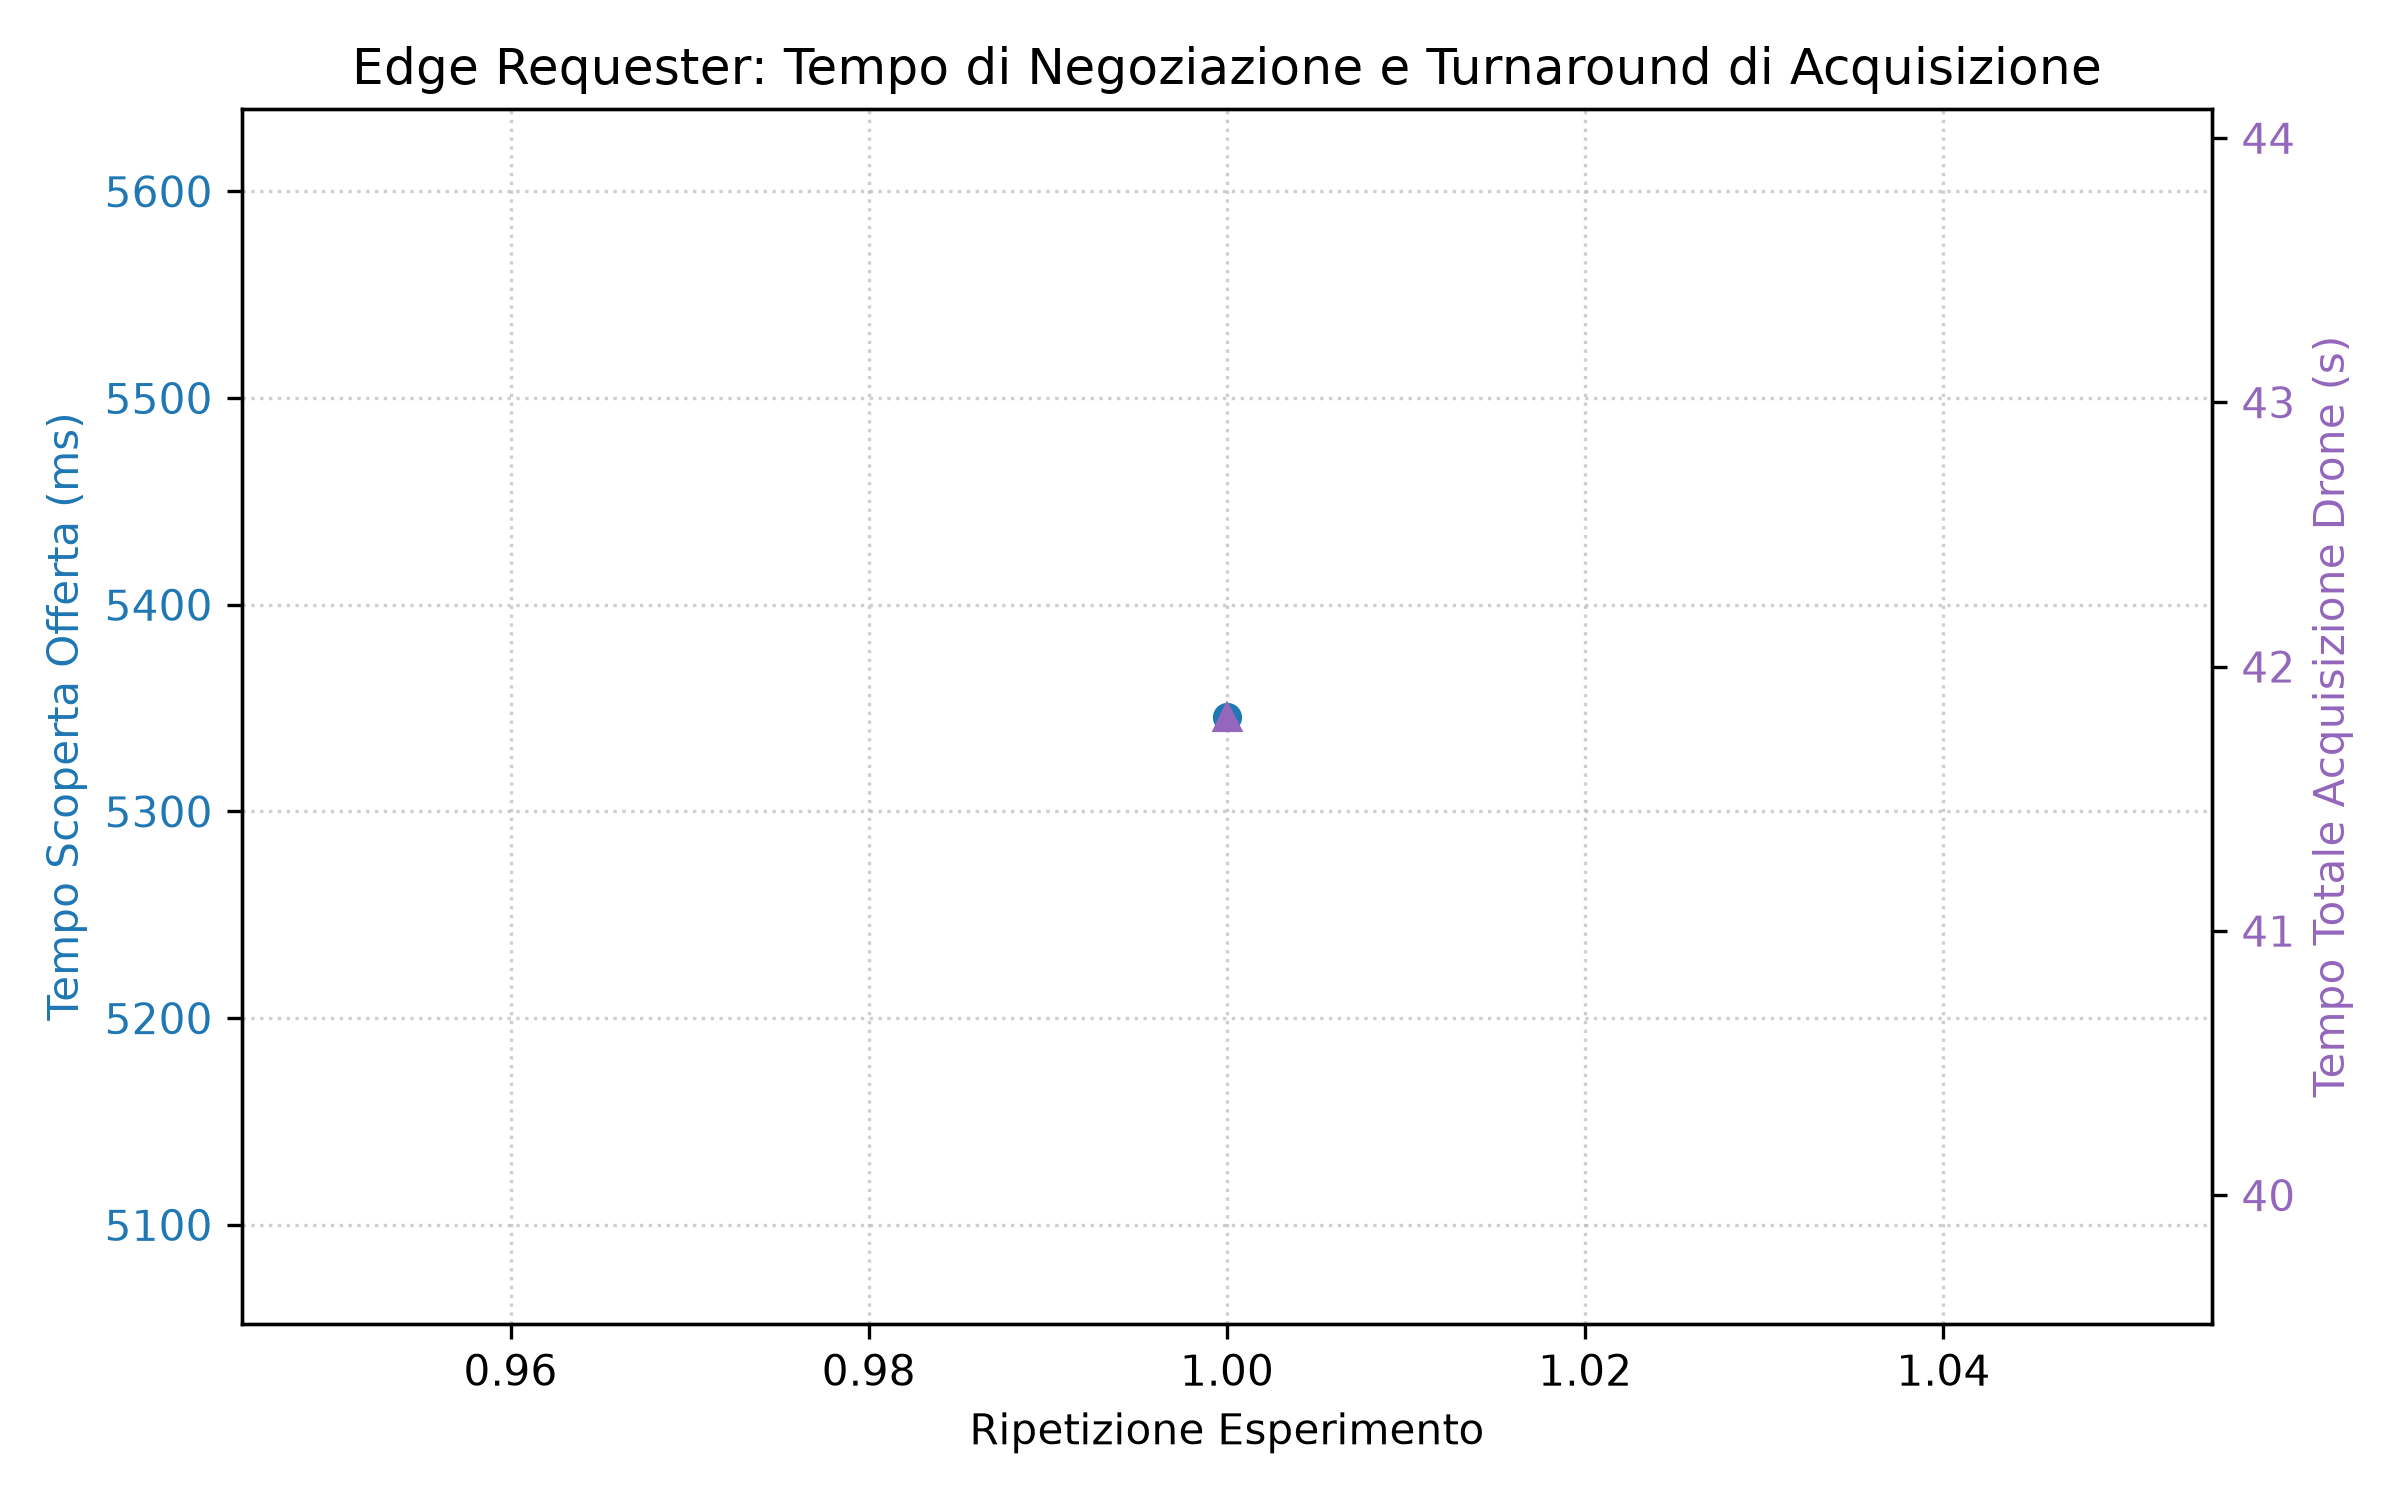 Edge Requester: Tempo di Negoziazione e Turnaround di Acquisizione
Tempo Scoperta Offerta (ms)
5600
5500
5400
5300
5200
5100
44
43
42
41
40
Tempo Totale Acquisizione Drone (s)
0.96 0.98 1.00 1.02 1.04
Ripetizione Esperimento